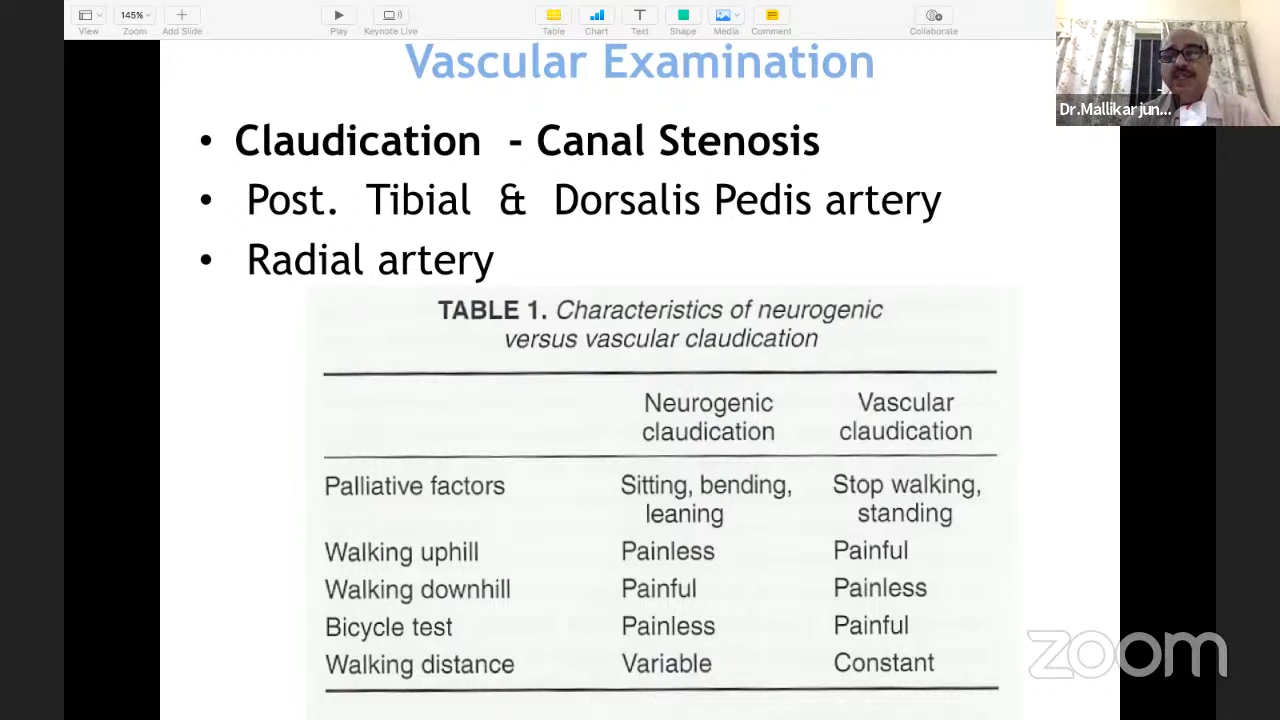 View
145%
Zoom
Add Slide
Play
Keynote Live
Table
Chart
Text
Shape
Media
Comment
Collaborate
Dr.Mallikarjun...
Vascular Examination
• Claudication - Canal Stenosis
• Post. Tibial & Dorsalis Pedis artery
• Radial artery
TABLE 1. Characteristics of neurogenic
versus vascular claudication
Neurogenic claudication Vascular claudication
Palliative factors Sitting, bending, leaning Stop walking, standing
Walking uphill Painless Painful
Walking downhill Painful Painless
Bicycle test Painless Painful
Walking distance Variable Constant
zoom